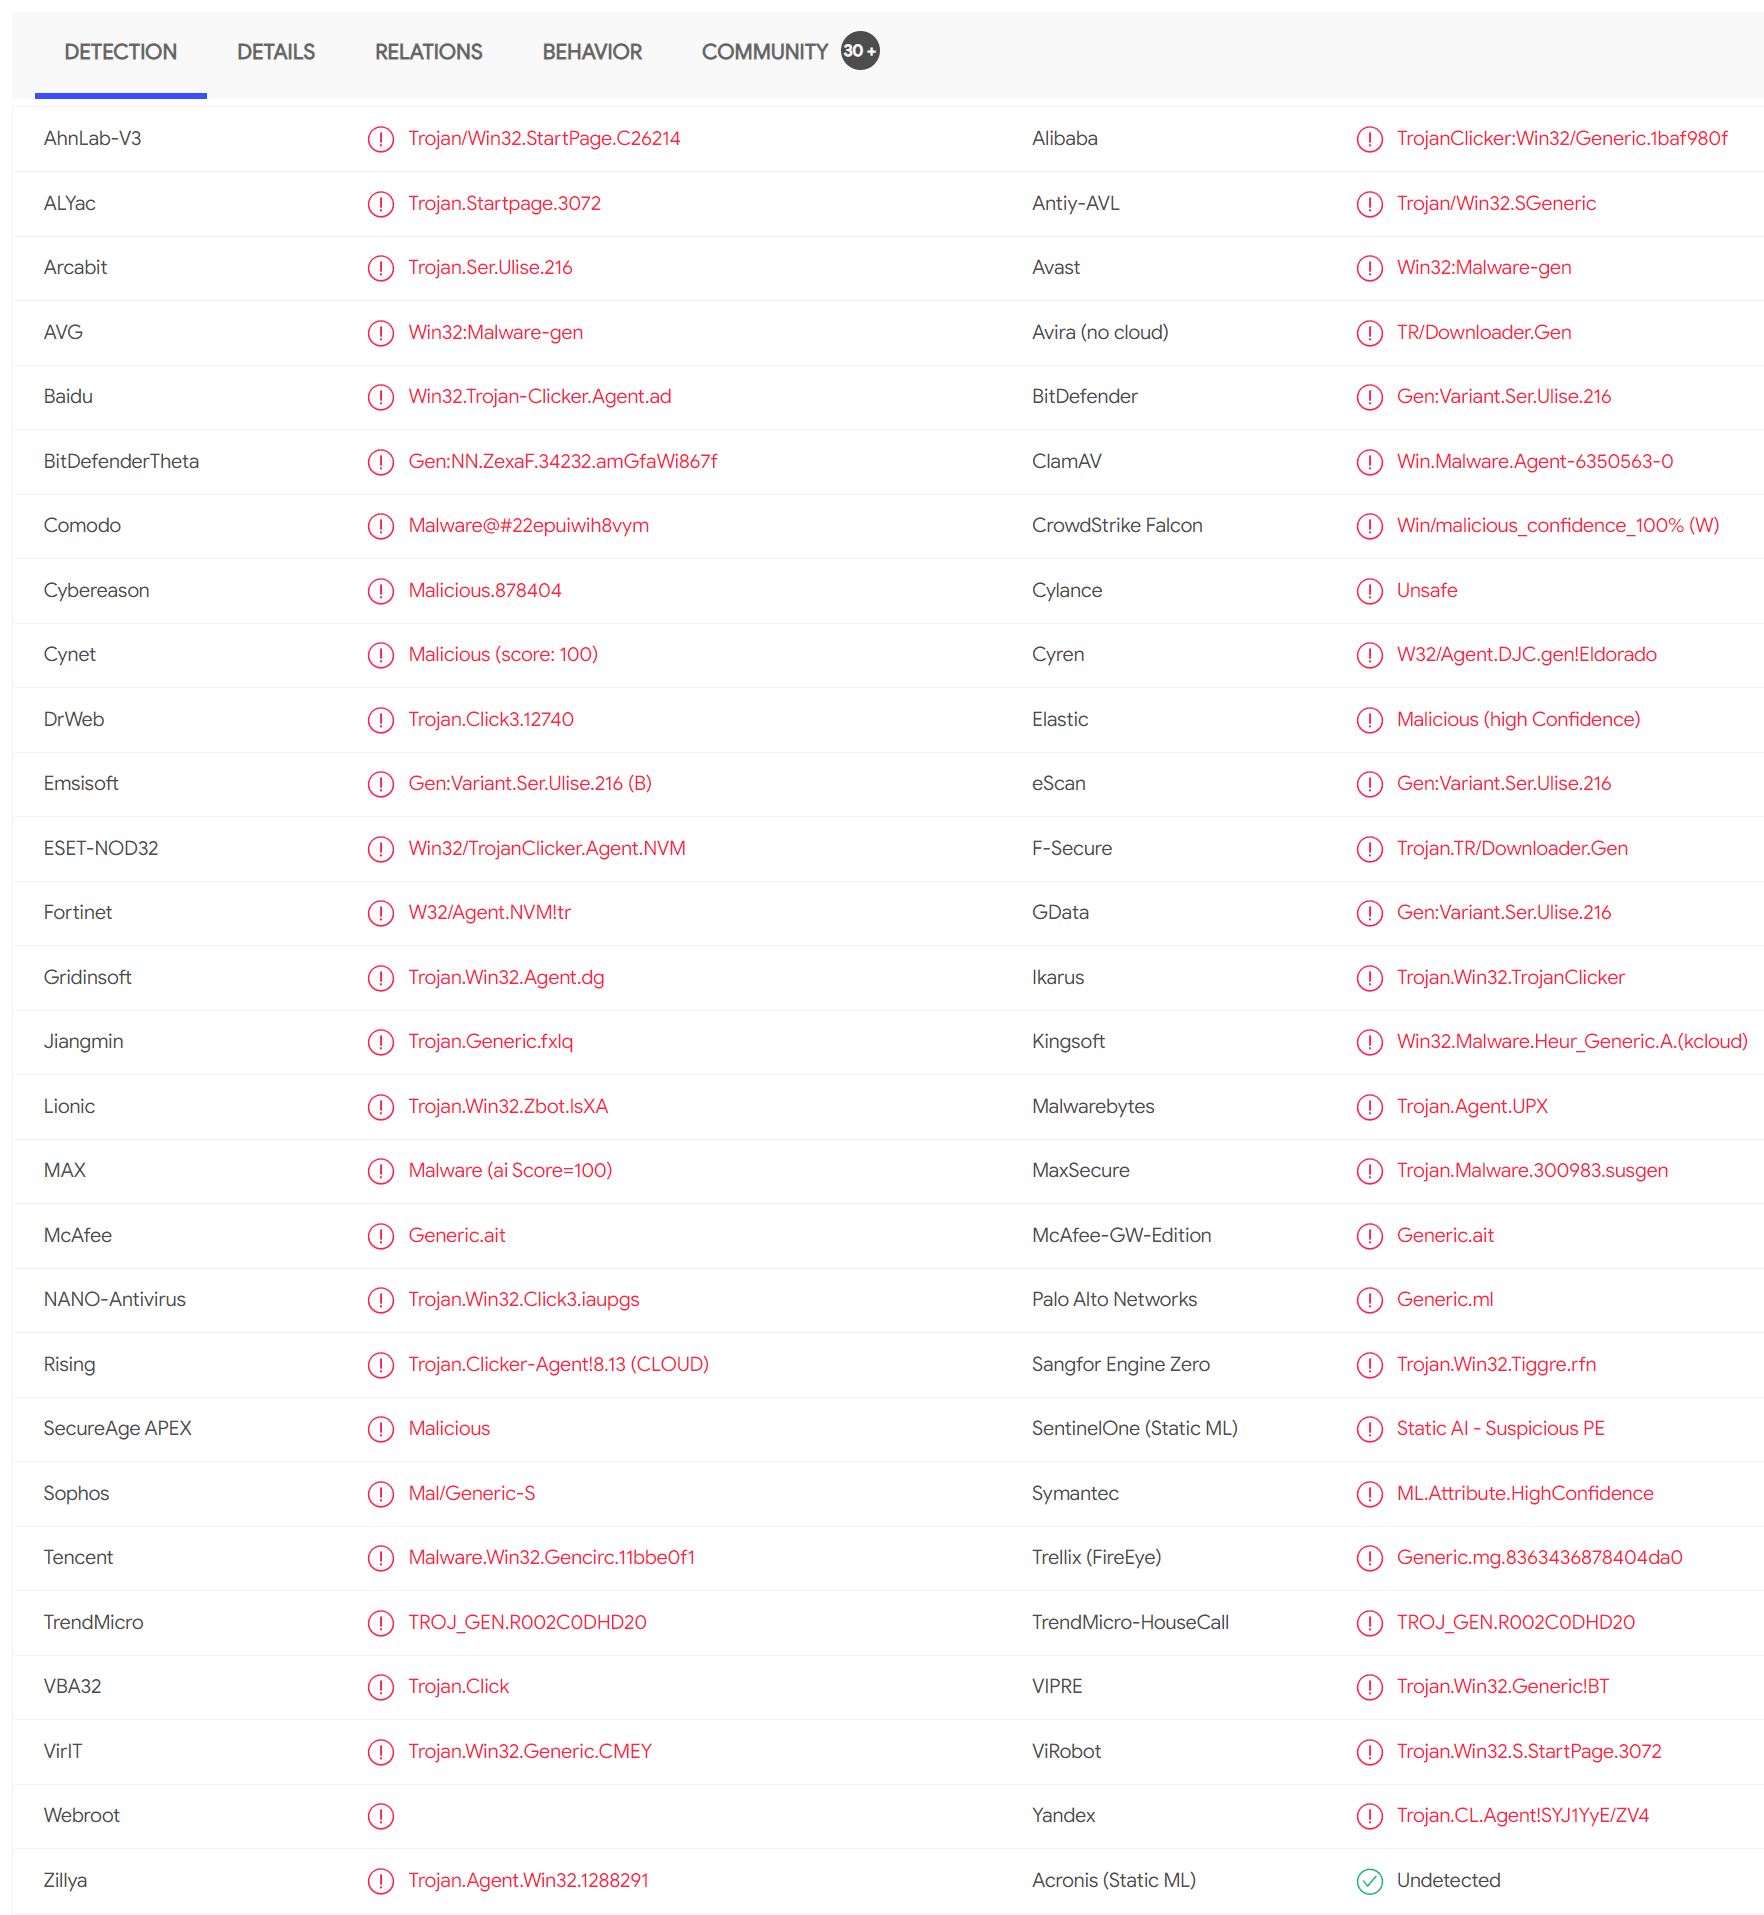 DETECTION DETAILS RELATIONS BEHAVIOR COMMUNITY 30 +
AhnLab-V3 Trojan/Win32.StartPage.C26214 Alibaba TrojanClicker:Win32/Generic.1baf980f
ALYac Trojan.Startpage.3072 Antiy-AVL Trojan/Win32.SGeneric
Arcabit Trojan.Ser.Ulise.216 Avast Win32:Malware-gen
AVG Win32:Malware-gen Avira (no cloud) TR/Downloader.Gen
Baidu Win32.Trojan-Clicker.Agent.ad BitDefender Gen:Variant.Ser.Ulise.216
BitDefenderTheta Gen:NN.ZexaF.34232.amGfaWi867f ClamAV Win.Malware.Agent-6350563-0
Comodo Malware@#22epuiwih8vym CrowdStrike Falcon Win/malicious_confidence_100% (W)
Cybereason Malicious.878404 Cylance Unsafe
Cynet Malicious (score: 100) Cyren W32/Agent.DJC.gen!Eldorado
DrWeb Trojan.Click3.12740 Elastic Malicious (high Confidence)
Emsisoft Gen:Variant.Ser.Ulise.216 (B) eScan Gen:Variant.Ser.Ulise.216
ESET-NOD32 Win32/TrojanClicker.Agent.NVM F-Secure Trojan.TR/Downloader.Gen
Fortinet W32/Agent.NVM!tr GData Gen:Variant.Ser.Ulise.216
Gridinsoft Trojan.Win32.Agent.dg Ikarus Trojan.Win32.TrojanClicker
Jiangmin Trojan.Generic.fxlq Kingsoft Win32.Malware.Heur_Generic.A.(kcloud)
Lionic Trojan.Win32.Zbot.lsXA Malwarebytes Trojan.Agent.UPX
MAX Malware (ai Score=100) MaxSecure Trojan.Malware.300983.susgen
McAfee Generic.ait McAfee-GW-Edition Generic.ait
NANO-Antivirus Trojan.Win32.Click3.iaupgs Palo Alto Networks Generic.ml
Rising Trojan.Clicker-Agent!8.13 (CLOUD) Sangfor Engine Zero Trojan.Win32.Tiggre.rfn
SecureAge APEX Malicious SentinelOne (Static ML) Static AI - Suspicious PE
Sophos Mal/Generic-S Symantec ML.Attribute.HighConfidence
Tencent Malware.Win32.Gencirc.11bbe0f1 Trellix (FireEye) Generic.mg.8363436878404da0
TrendMicro TROJ_GEN.R002C0DHD20 TrendMicro-HouseCall TROJ_GEN.R002C0DHD20
VBA32 Trojan.Click VIPRE Trojan.Win32.Generic!BT
VirIT Trojan.Win32.Generic.CMEY ViRobot Trojan.Win32.S.StartPage.3072
Webroot Yandex Trojan.CL.Agent!SYJ1YyE/ZV4
Zillya Trojan.Agent.Win32.1288291 Acronis (Static ML) Undetected